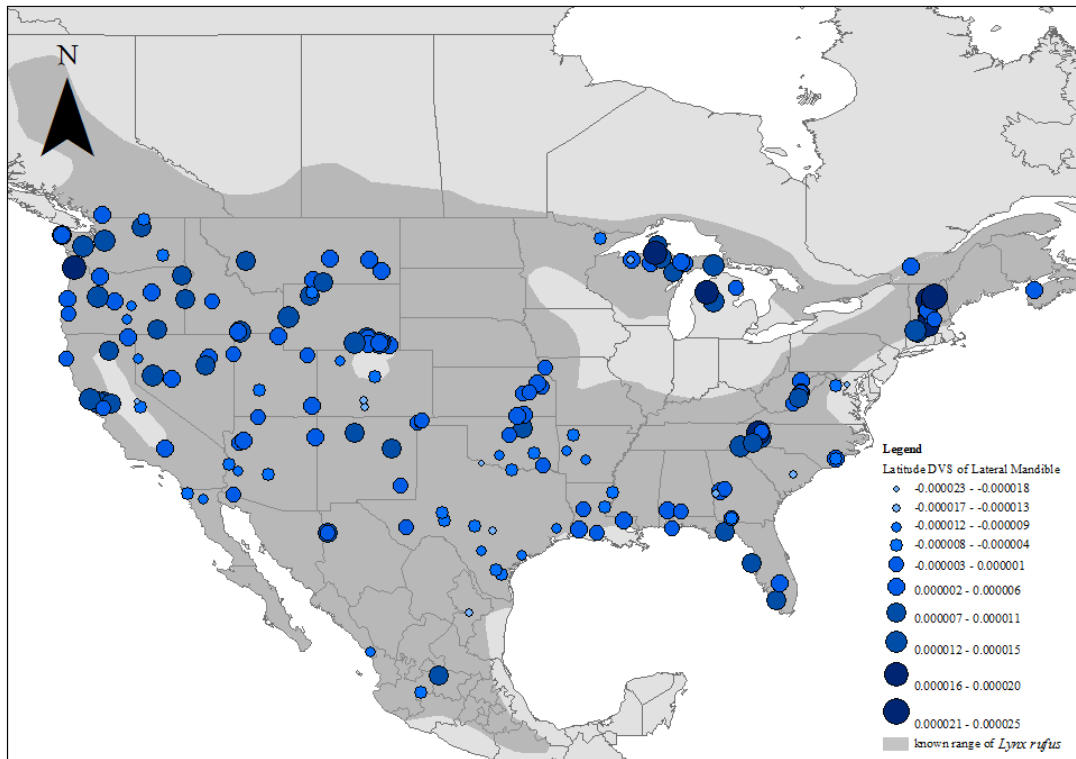 N
Legend
Latitude DVS of Lateral Mandible
-0.000023 - -0.000018
-0.000017 - -0.000013
-0.000012 - -0.000009
-0.000008 - -0.000004
-0.000003 - 0.000001
0.000002 - 0.000006
0.000007 - 0.000011
0.000012 - 0.000015
0.000016 - 0.000020
0.000021 - 0.000025
known range of Lynx rufus